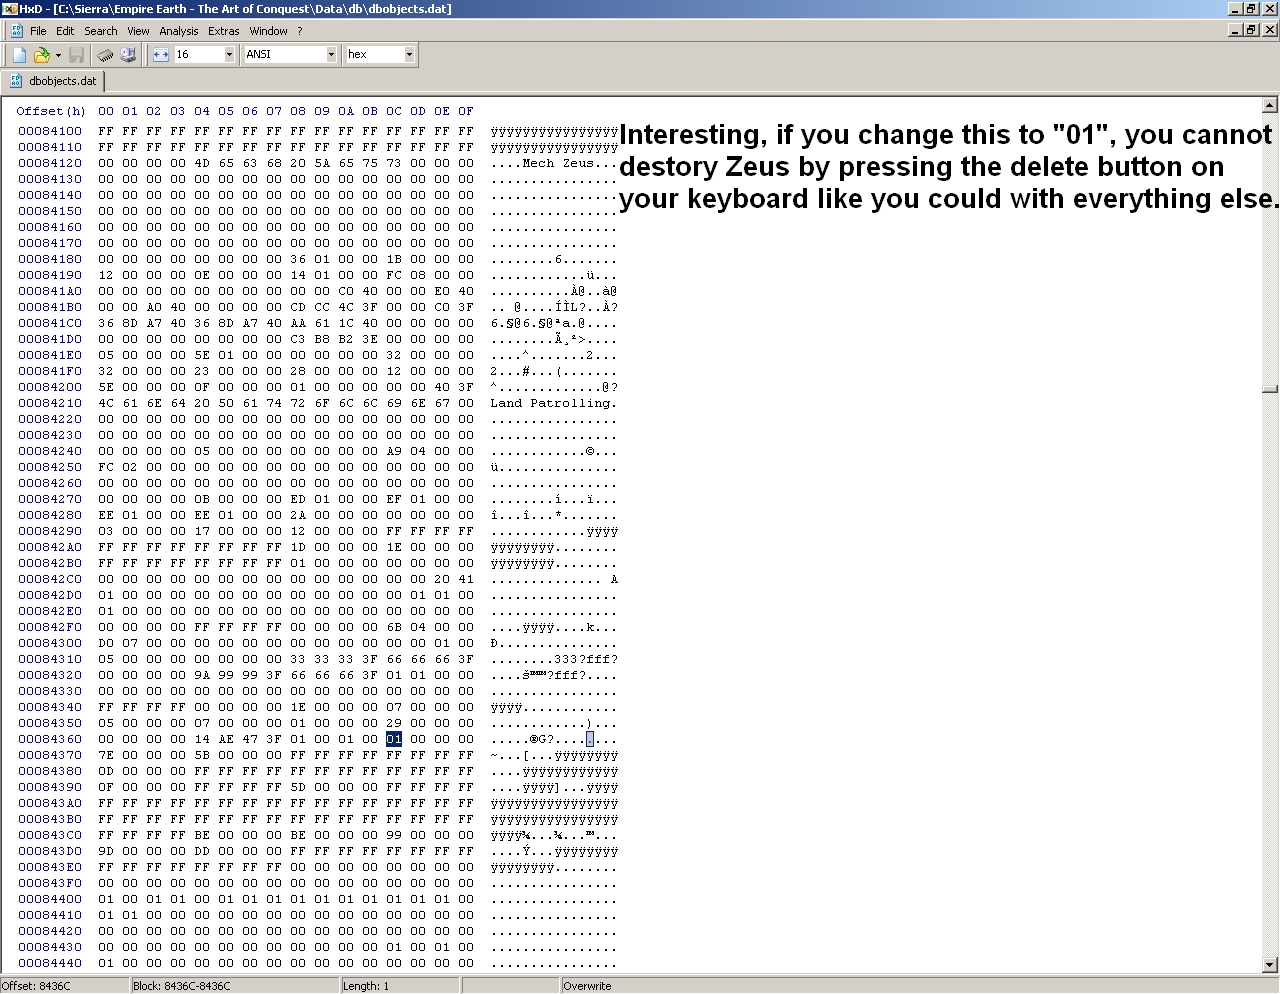 HxD - [C:\Sierra\Empire Earth - The Art of Conquest\Data\db\dbobjects.dat]
File Edit Search View Analysis Extras Window ?
16 ANSI hex
dbobjects.dat
Offset(h) 00 01 02 03 04 05 06 07 08 09 0A 0B 0C 0D 0E 0F
00084100 FF FF FF FF FF FF FF FF FF FF FF FF FF FF FF FF ÿÿÿÿÿÿÿÿÿÿÿÿÿÿÿÿ
00084110 FF FF FF FF FF FF FF FF FF FF FF FF FF FF FF FF ÿÿÿÿÿÿÿÿÿÿÿÿÿÿÿÿ
00084120 00 00 00 00 4D 65 63 68 20 5A 65 75 73 00 00 00 ....Mech Zeus...
00084130 00 00 00 00 00 00 00 00 00 00 00 00 00 00 00 00 ................
00084140 00 00 00 00 00 00 00 00 00 00 00 00 00 00 00 00 ................
00084150 00 00 00 00 00 00 00 00 00 00 00 00 00 00 00 00 ................
00084160 00 00 00 00 00 00 00 00 00 00 00 00 00 00 00 00 ................
00084170 00 00 00 00 00 00 00 00 00 00 00 00 00 00 00 00 ................
00084180 00 00 00 00 00 00 00 00 36 01 00 00 1B 00 00 00 ........6.......
00084190 12 00 00 00 0E 00 00 00 14 01 00 00 FC 08 00 00 ............ü...
000841A0 00 00 00 00 00 00 00 00 00 00 C0 40 00 00 E0 40 ..........À@..à@
000841B0 00 00 A0 40 00 00 00 00 CD CC 4C 3F 00 00 C0 3F .. @....ÍÌL?..À?
000841C0 36 8D A7 40 36 8D A7 40 AA 61 1C 40 00 00 00 00 6.§@6.§@ªa.@....
000841D0 00 00 00 00 00 00 00 00 C3 B8 B2 3E 00 00 00 00 ........Ã¸²>....
000841E0 05 00 00 00 5E 01 00 00 00 00 00 00 32 00 00 00 ....^.......2...
000841F0 32 00 00 00 23 00 00 00 28 00 00 00 12 00 00 00 2...#...(.......
00084200 5E 00 00 00 0F 00 00 00 01 00 00 00 00 00 40 3F ^.............@?
00084210 4C 61 6E 64 20 50 61 74 72 6F 6C 6C 69 6E 67 00 Land Patrolling.
00084220 00 00 00 00 00 00 00 00 00 00 00 00 00 00 00 00 ................
00084230 00 00 00 00 00 00 00 00 00 00 00 00 00 00 00 00 ................
00084240 00 00 00 00 05 00 00 00 00 00 00 00 A9 04 00 00 ............©...
00084250 FC 02 00 00 00 00 00 00 00 00 00 00 00 00 00 00 ü...............
00084260 00 00 00 00 00 00 00 00 00 00 00 00 00 00 00 00 ................
00084270 00 00 00 00 0B 00 00 00 ED 01 00 00 EF 01 00 00 ........í...ï...
00084280 EE 01 00 00 EE 01 00 00 2A 00 00 00 00 00 00 00 î...î...*.......
00084290 03 00 00 00 17 00 00 00 12 00 00 00 FF FF FF FF ............ÿÿÿÿ
000842A0 FF FF FF FF FF FF FF FF 1D 00 00 00 1E 00 00 00 ÿÿÿÿÿÿÿÿ........
000842B0 FF FF FF FF FF FF FF FF 01 00 00 00 00 00 00 00 ÿÿÿÿÿÿÿÿ........
000842C0 00 00 00 00 00 00 00 00 00 00 00 00 00 00 20 41 .............. A
000842D0 01 00 00 00 00 00 00 00 00 00 00 00 00 01 01 00 ................
000842E0 01 00 00 00 00 00 00 00 00 00 00 00 00 00 00 00 ................
000842F0 00 00 00 00 FF FF FF FF 00 00 00 00 6B 04 00 00 ....ÿÿÿÿ....k...
00084300 D0 07 00 00 00 00 00 00 00 00 00 00 00 00 01 00 Ð...............
00084310 05 00 00 00 00 00 00 00 33 33 33 3F 66 66 66 3F ........333?fff?
00084320 00 00 00 00 9A 99 99 3F 66 66 66 3F 01 01 00 00 ....š™™?fff?....
00084330 00 00 00 00 00 00 00 00 00 00 00 00 00 00 00 00 ................
00084340 FF FF FF FF 00 00 00 00 1E 00 00 00 07 00 00 00 ÿÿÿÿ............
00084350 05 00 00 00 07 00 00 00 01 00 00 00 29 00 00 00 ............)...
00084360 00 00 00 00 14 AE 47 3F 01 00 01 00 01 00 00 00 .....®G?........
00084370 7E 00 00 00 5B 00 00 00 FF FF FF FF FF FF FF FF ~...[...ÿÿÿÿÿÿÿÿ
00084380 0D 00 00 00 FF FF FF FF FF FF FF FF FF FF FF FF ....ÿÿÿÿÿÿÿÿÿÿÿÿ
00084390 0F 00 00 00 FF FF FF FF 5D 00 00 00 FF FF FF FF ....ÿÿÿÿ]...ÿÿÿÿ
000843A0 FF FF FF FF FF FF FF FF FF FF FF FF FF FF FF FF ÿÿÿÿÿÿÿÿÿÿÿÿÿÿÿÿ
000843B0 FF FF FF FF FF FF FF FF FF FF FF FF FF FF FF FF ÿÿÿÿÿÿÿÿÿÿÿÿÿÿÿÿ
000843C0 FF FF FF FF BE 00 00 00 BE 00 00 00 99 00 00 00 ÿÿÿÿ¾...¾...™...
000843D0 9D 00 00 00 DD 00 00 00 FF FF FF FF FF FF FF FF ....Ý...ÿÿÿÿÿÿÿÿ
000843E0 FF FF FF FF FF FF FF FF 00 00 00 00 00 00 00 00 ÿÿÿÿÿÿÿÿ........
000843F0 00 00 00 00 00 00 00 00 00 00 00 00 00 00 00 00 ................
00084400 01 00 01 01 00 01 01 01 01 01 01 01 01 01 01 00 ................
00084410 01 01 00 00 00 00 00 00 00 00 00 00 00 00 00 00 ................
00084420 00 00 00 00 00 00 00 00 00 00 00 00 00 00 00 00 ................
00084430 00 00 00 00 00 00 00 00 00 00 00 00 01 00 01 00 ................
00084440 01 00 00 00 00 00 00 00 00 00 00 00 00 00 00 00 ................
Interesting, if you change this to "01", you cannot
destory Zeus by pressing the delete button on
your keyboard like you could with everything else.
Offset: 8436C Block: 8436C-8436C Length: 1 Overwrite